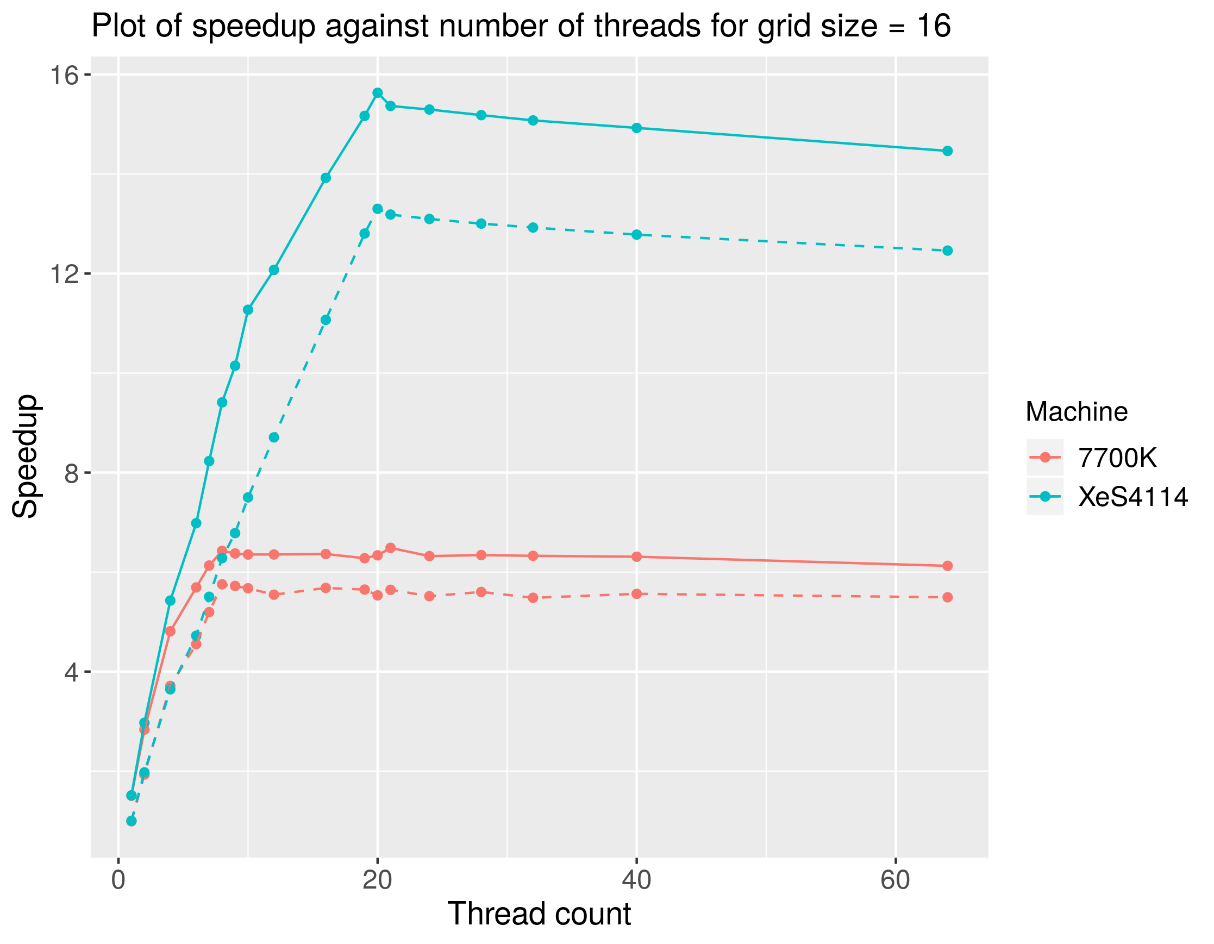 Plot of speedup against number of threads for grid size = 16
16
12
8
4
Speedup
0
20
40
60
Thread count
Machine
7700K
XeS4114